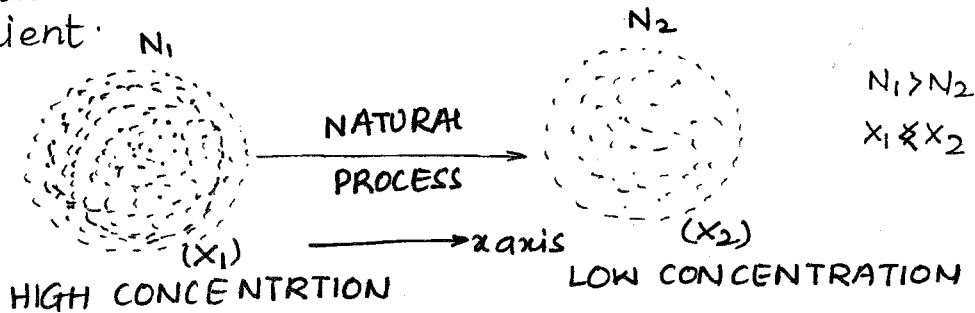 ient.
N₁
N₂
NATURAL
PROCESS
N₁>N₂
X₁ < X₂
(X₁)
x axis
(X₂)
HIGH CONCENTRTION
LOW CONCENTRATION